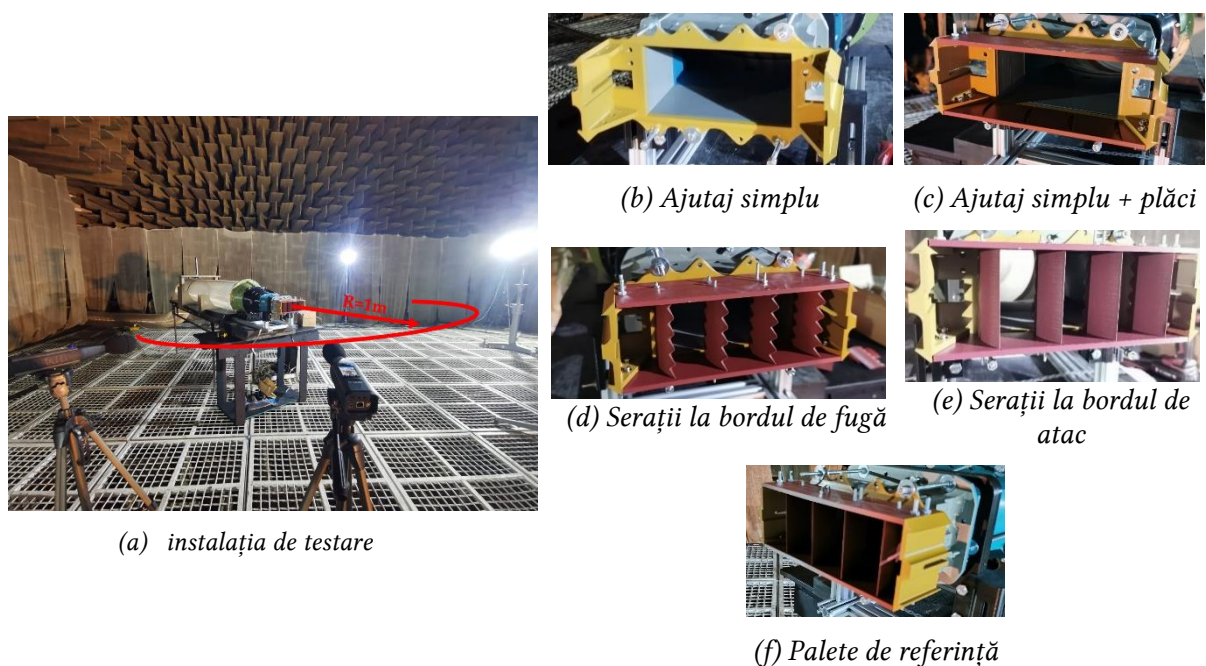 R=1m
(a) instalația de testare
(b) Ajutaj simplu
(c) Ajutaj simplu + plăci
(d) Serații la bordul de fugă
(e) Serații la bordul de
atac
(f) Palete de referință